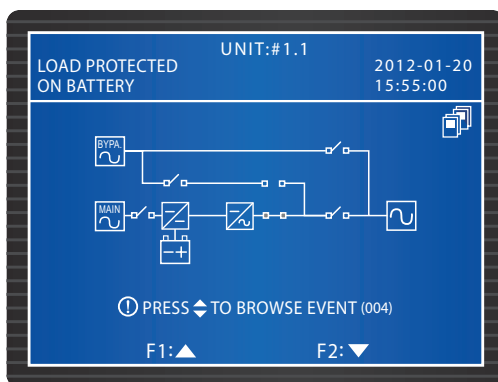 UNIT:#1.1
LOAD PROTECTED
ON BATTERY
2012-01-20
15:55:00
BYPA.
MAIN
! PRESS TO BROWSE EVENT (004)
F1:
F2: